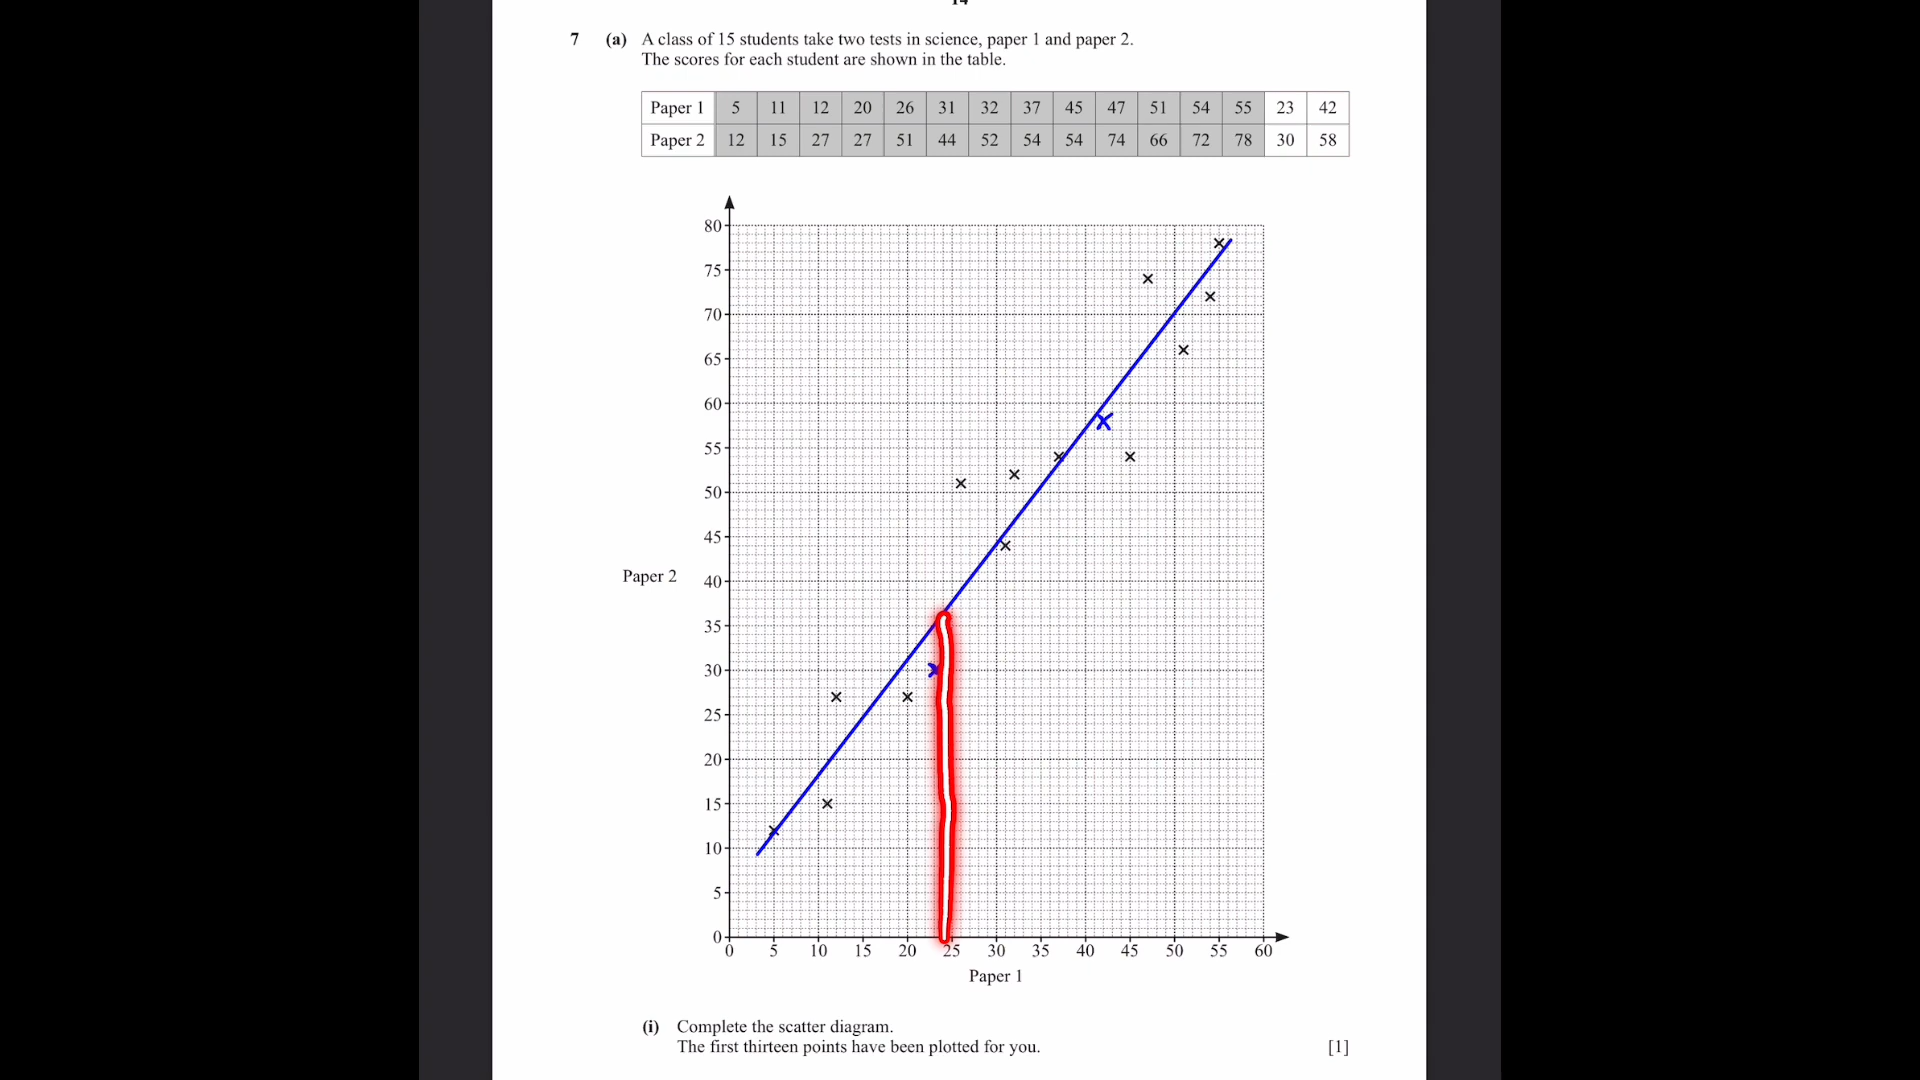 14
7 (a) A class of 15 students take two tests in science, paper 1 and paper 2.
The scores for each student are shown in the table.
Paper 1 5 11 12 20 26 31 32 37 45 47 51 54 55 23 42
Paper 2 12 15 27 27 51 44 52 54 54 74 66 72 78 30 58
80
75
70
65
60
55
50
45
Paper 2 40
35
30
25
20
15
10
5
0
0 5 10 15 20 25 30 35 40 45 50 55 60
Paper 1
(i) Complete the scatter diagram.
The first thirteen points have been plotted for you. [1]